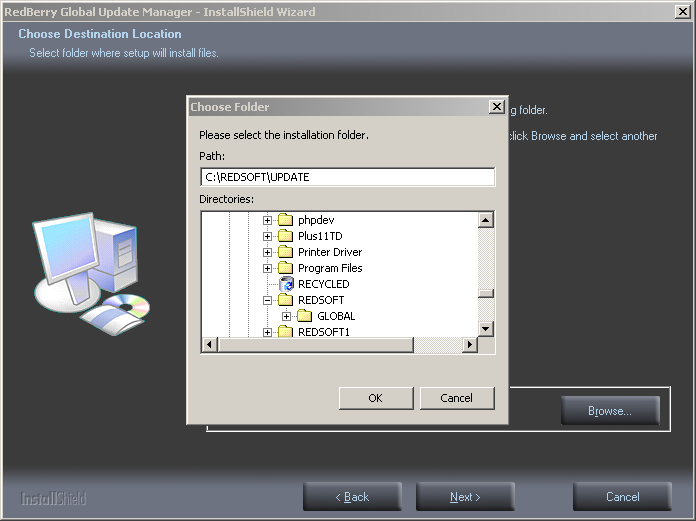 RedBerry Global Update Manager - InstallShield Wizard
Choose Destination Location
Select folder where setup will install files.
g folder.
click Browse and select another
Choose Folder
Please select the installation folder.
Path:
C:\REDSOFT\UPDATE
Directories:
phpdev
Plus11TD
Printer Driver
Program Files
RECYCLED
REDSOFT
GLOBAL
REDSOFT1
OK
Cancel
Browse...
InstallShield
< Back
Next >
Cancel